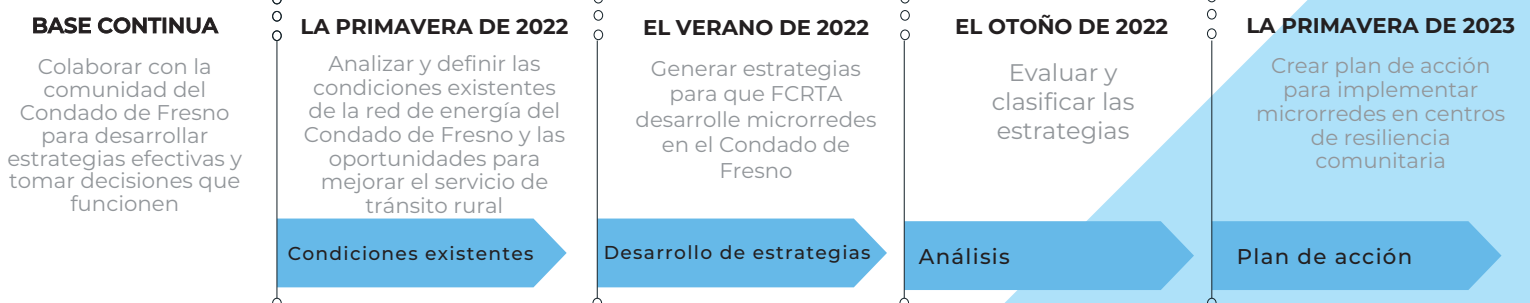 BASE CONTINUA
Colaborar con la
comunidad del
Condado de Fresno
para desarrollar
estrategias efectivas y
tomar decisiones que
funcionen
LA PRIMAVERA DE 2022
Analizar y definir las
condiciones existentes
de la red de energía del
Condado de Fresno y las
oportunidades para
mejorar el servicio de
tránsito rural
Condiciones existentes
EL VERANO DE 2022
Generar estrategias
para que FCRTA
desarrolle microrredes
en el Condado de
Fresno
Desarrollo de estrategias
EL OTOÑO DE 2022
Evaluar y
clasificar las
estrategias
Análisis
LA PRIMAVERA DE 2023
Crear plan de acción
para implementar
microrredes en centros
de resiliencia
comunitaria
Plan de acción